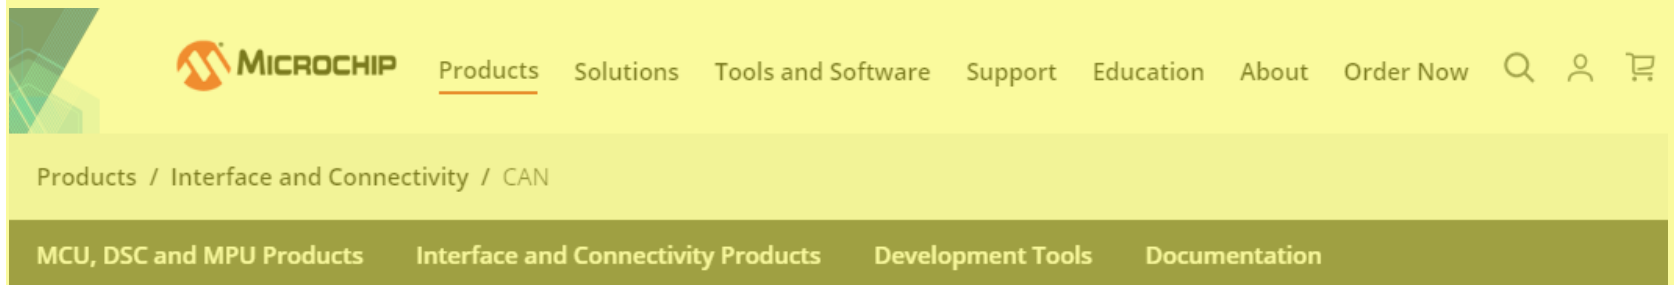 MICROCHIP Products Solutions Tools and Software Support Education About Order Now
Products / Interface and Connectivity / CAN
MCU, DSC and MPU Products Interface and Connectivity Products Development Tools Documentation